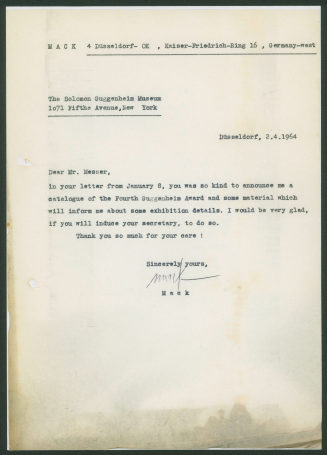 MACK 4 Düsseldorf- OK , Kaiser-Friedrich-Ring 16 , Germany-west
The Solomon Guggenheim Museum
1o71 Fifths Avenue,New York
Düsseldorf, 2.4.1964
Dear Mr. Messer,
in your letter from January 8, you was so kind to announce me a
catalogue of the Fourth Guggenheim Award and some material which
will inform me about some exhibition details. I would be very glad,
if you will induce your secretary, to do so.
Thank you so much for your care !
Sincerely yours,
mack
Mack